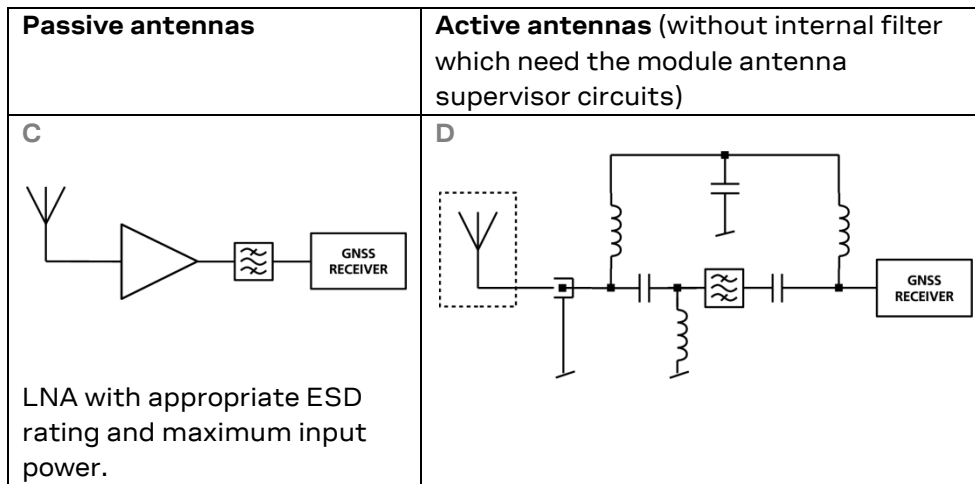 Passive antennas
Active antennas (without internal filter
which need the module antenna
supervisor circuits)
C
GNSS
RECEIVER
LNA with appropriate ESD
rating and maximum input
power.
D
GNSS
RECEIVER